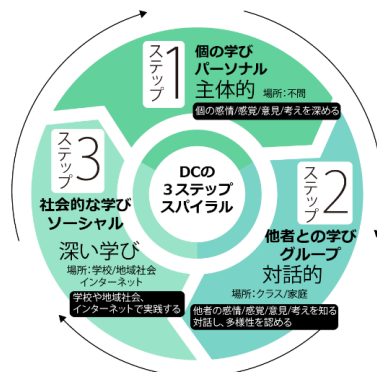 ステップ1
個の学び
パーソナル
主体的
場所：不問
個の感情/感覚/意見/考えを深める
DCの
3ステップ
スパイラル
ステップ2
他者との学び
グループ
対話的
場所：クラス/家庭
他者の感情/感覚/意見/考えを知る
対話し、多様性を認める
ステップ3
社会的な学び
ソーシャル
深い学び
場所：学校/地域社会
インターネット
学校や地域社会、
インターネットで実践する